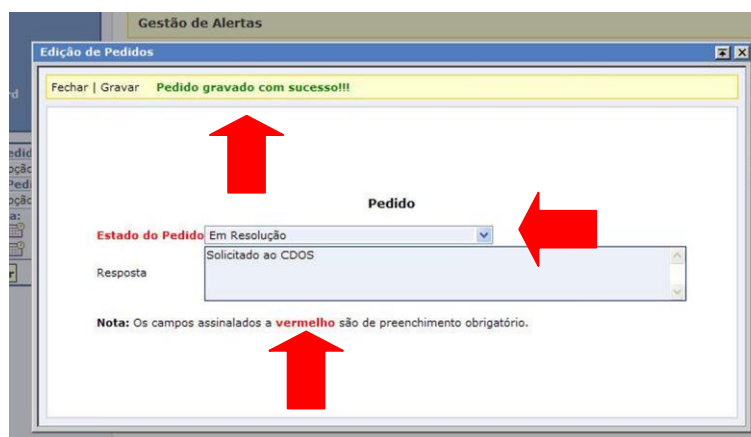 Gestão de Alertas
Edição de Pedidos
Fechar | Gravar Pedido gravado com sucesso!!!
Pedido
Estado do Pedido Em Resolução
Solicitado ao CDOS
Resposta
Nota: Os campos assinalados a vermelho são de preenchimento obrigatório.